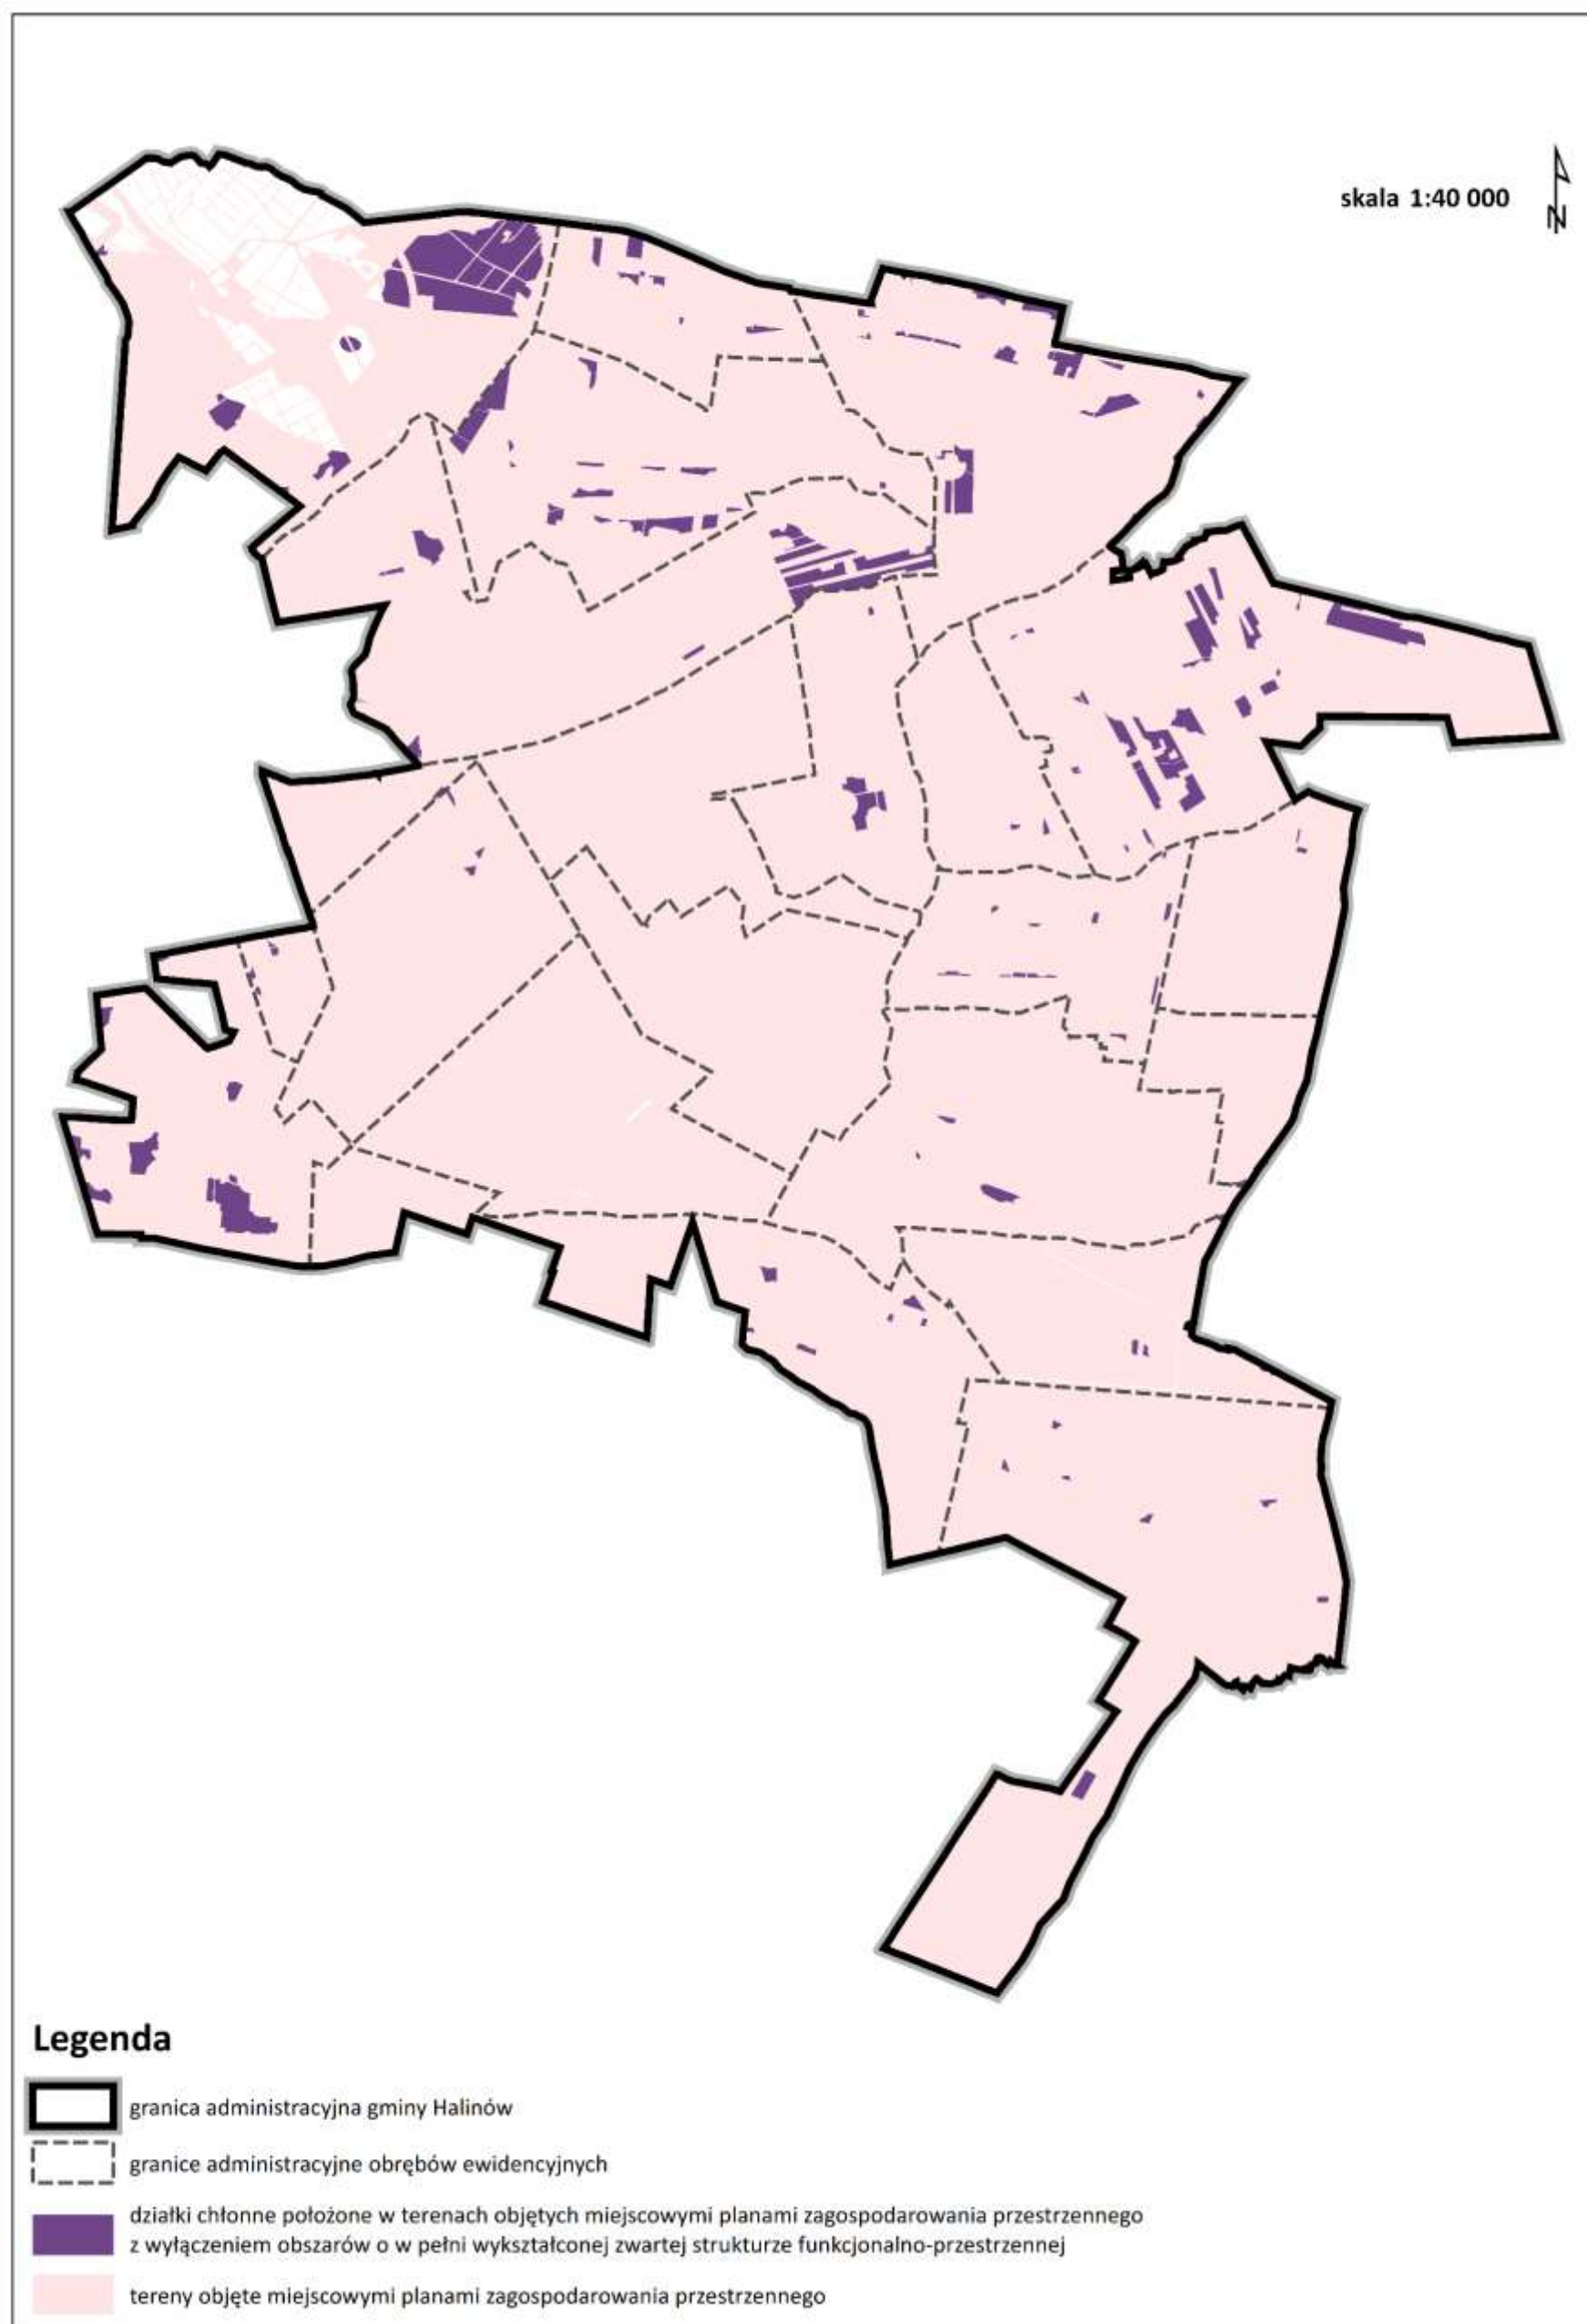 skala 1:40 000
N
Legenda
granica administracyjna gminy Halinów
granice administracyjne obrębów ewidencyjnych
działki chłonne położone w terenach objętych miejscowymi planami zagospodarowania przestrzennego
z wyłączeniem obszarów o w pełni wykształconej zwartej strukturze funkcjonalno-przestrzennej
tereny objęte miejscowymi planami zagospodarowania przestrzennego